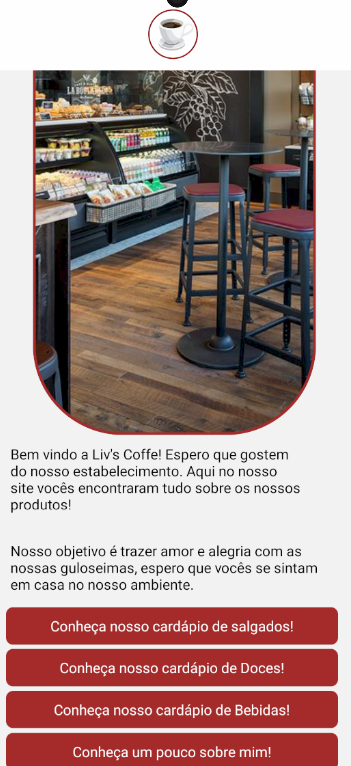 LA BOULANGE
Bem vindo a Liv's Coffe! Espero que gostem
do nosso estabelecimento. Aqui no nosso
site vocês encontraram tudo sobre os nossos
produtos!
Nosso objetivo é trazer amor e alegria com as
nossas guloseimas, espero que vocês se sintam
em casa no nosso ambiente.
Conheça nosso cardápio de salgados!
Conheça nosso cardápio de Doces!
Conheça nosso cardápio de Bebidas!
Conheça um pouco sobre mim!